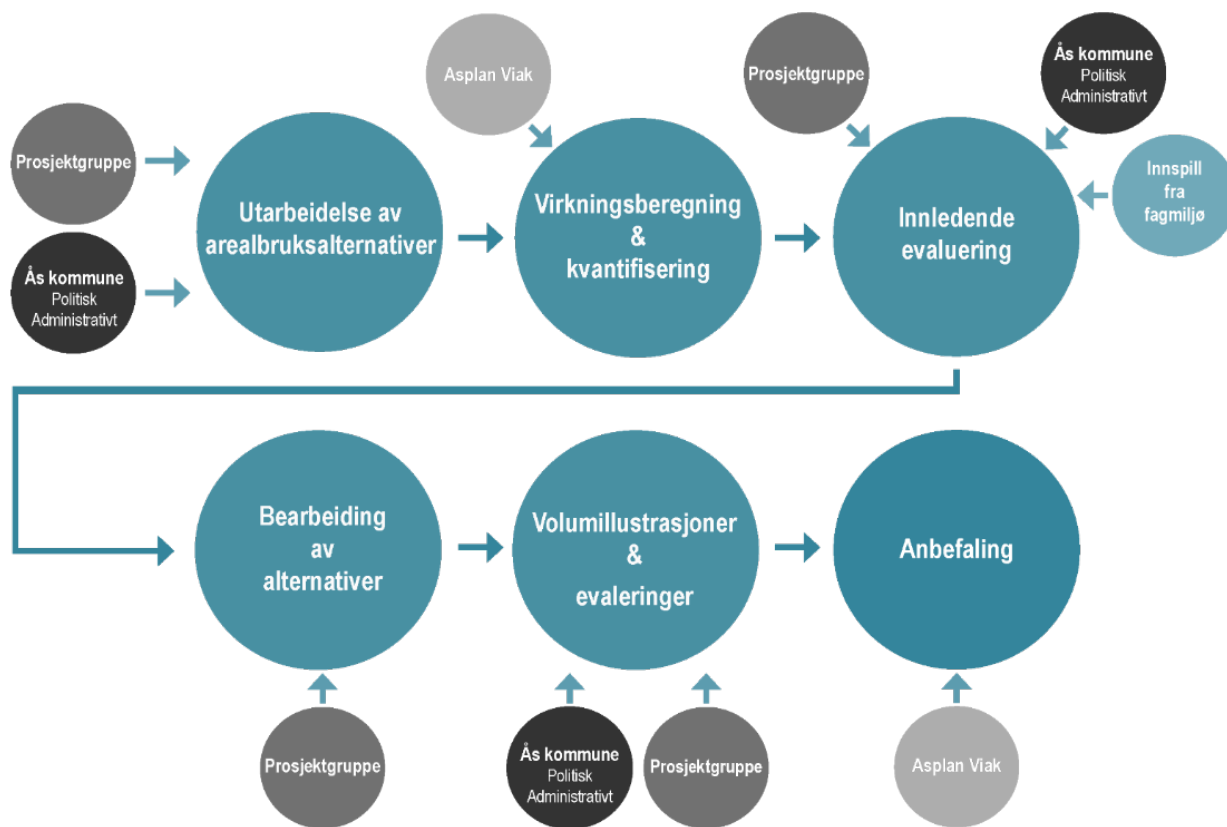 Prosjektgruppe
Ås kommune
Politisk
Administrativt
Utarbeidelse av
arealbruksalternativer
Asplan Viak
Virkningsberegning
&
kvantifisering
Prosjektgruppe
Ås kommune
Politisk
Administrativt
Innspill
fra
fagmiljø
Innledende
evaluering
Bearbeiding
av
alternativer
Prosjektgruppe
Volumillustrasjoner
&
evaleringer
Ås kommune
Politisk
Administrativt
Prosjektgruppe
Anbefaling
Asplan Viak